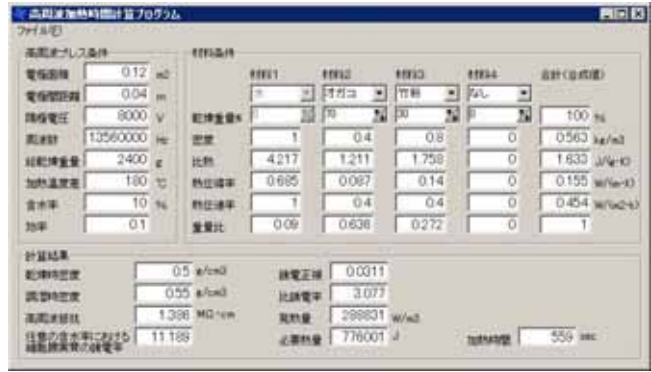 高周波加熱時間計算プログラム
ファイル(F)
高周波プレス条件
電極面積 0.12 m2
電極間距離 0.04 m
陽極電圧 8000 V
周波数 13560000 Hz
総乾燥重量 2400 g
加熱温度差 180 ℃
含水率 10 %
効率 0.1
材料条件
材料1 材料2 材料3 材料4 合計(合成値)
水 オガコ 竹粉 なし
乾燥重量% 0 70 30 0 100 %
密度 1 0.4 0.8 0 0.563 kg/m3
比熱 4.217 1.211 1.758 0 1.633 J/(g・K)
熱伝導率 0.685 0.087 0.14 0 0.155 W/(m・K)
熱伝達率 1 0.4 0.4 0 0.454 W/(m2・k)
重量比 0.09 0.636 0.272 0 1
計算結果
乾燥時密度 0.5 g/cm3
調湿時密度 0.55 g/cm3
高周波抵抗 1.386 MΩ・cm
任意の含水率における
細胞膜実質の誘電率 11.189
誘電正接 0.0311
比誘電率 3.077
発熱量 298831 W/m3
必要熱量 776001 J
加熱時間 559 sec